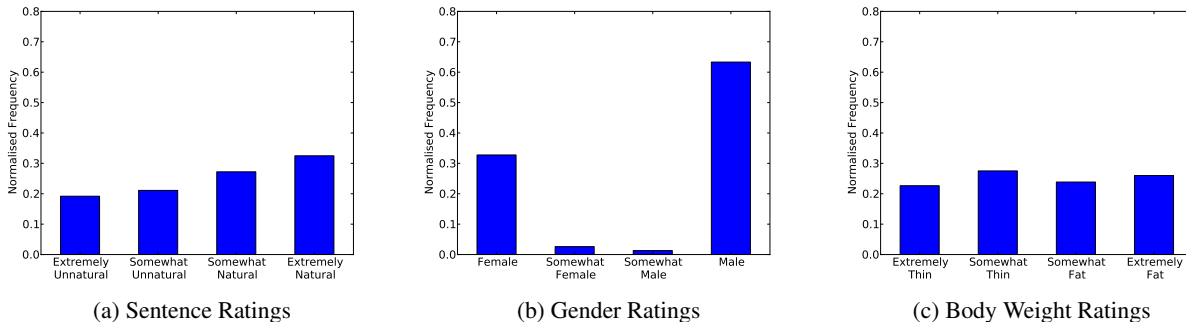 0.8
0.7
0.6
0.5
0.4
0.3
0.2
0.1
0.0
Normalised Frequency
Extremely Unnatural
Somewhat Unnatural
Somewhat Natural
Extremely Natural
(a) Sentence Ratings
0.8
0.7
0.6
0.5
0.4
0.3
0.2
0.1
0.0
Normalised Frequency
Female
Somewhat Female
Somewhat Male
Male
(b) Gender Ratings
0.8
0.7
0.6
0.5
0.4
0.3
0.2
0.1
0.0
Normalised Frequency
Extremely Thin
Somewhat Thin
Somewhat Fat
Extremely Fat
(c) Body Weight Ratings